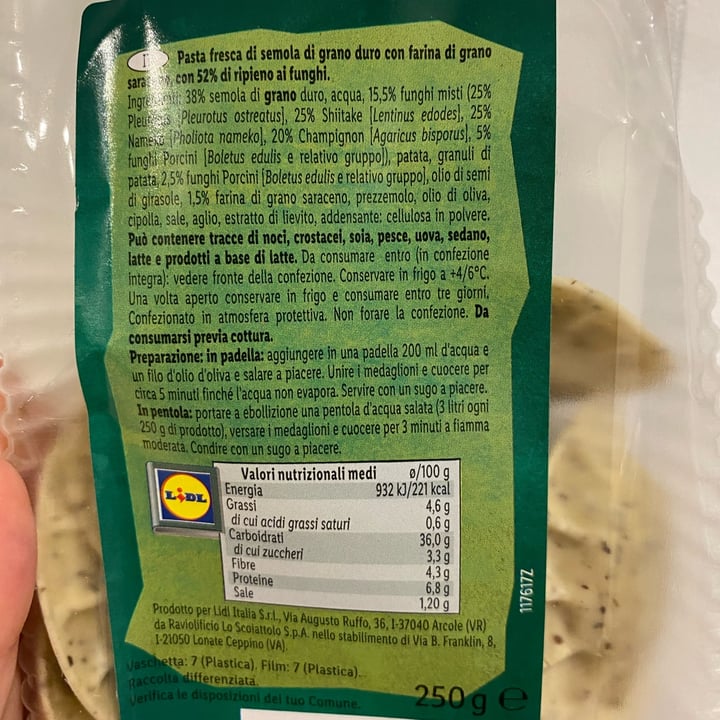 Pasta fresca di semola di grano duro con farina di grano
con 52% di ripieno ai funghi.
38% semola di grano duro, acqua, 15,5% funghi misti (25%
[Pleurotus ostreatus], 25% Shiitake [Lentinus edodes], 25%
Nameko [Pholiota nameko], 20% Champignon [Agaricus bisporus], 5%
funghi Porcini [Boletus edulis e relativo gruppo]), patata, granuli di
patata, 2,5% funghi Porcini [Boletus edulis e relativo gruppo], olio di semi
di girasole, 1,5% farina di grano saraceno, prezzemolo, olio di oliva,
cipolla, sale, aglio, estratto di lievito, addensante: cellulosa in polvere.
Può contenere tracce di noci, crostacei, soia, pesce, uova, sedano,
latte e prodotti a base di latte. Da consumare entro (in confezione
integra): vedere fronte della confezione. Conservare in frigo a +4/6°C.
Una volta aperto conservare in frigo e consumare entro tre giorni.
Confezionato in atmosfera protettiva. Non forare la confezione. Da
consumarsi previa cottura.
Preparazione: in padella: aggiungere in una padella 200 ml d'acqua e
un filo d'olio d'oliva e salare a piacere. Unire i medaglioni e cuocere per
circa 5 minuti finché l'acqua non evapora. Servire con un sugo a piacere.
In pentola: portare a ebollizione una pentola d'acqua salata (3 litri ogni
250 g di prodotto), versare i medaglioni e cuocere per 3 minuti a fiamma
moderata. Condire con un sugo a piacere.
LIDL
Valori nutrizionali medi ø/100 g
Energia 932 kJ/221 kcal
Grassi 4,6 g
di cui acidi grassi saturi 0,6 g
Carboidrati 36,0 g
di cui zuccheri 3,3 g
Fibre 4,3 g
Proteine 6,8 g
Sale 1,20 g
117617Z
Prodotto per Lidl Italia S.r.l., Via Augusto Ruffo, 36, I-37040 Arcole (VR)
da Raviolificio Lo Scoiattolo S.p.A. nello stabilimento di Via B. Franklin, 8,
I-21050 Lonate Ceppino (VA).
Vaschetta: 7 (Plastica), Film: 7 (Plastica).
Raccolta differenziata.
Verifica le disposizioni del tuo Comune.
250 g e